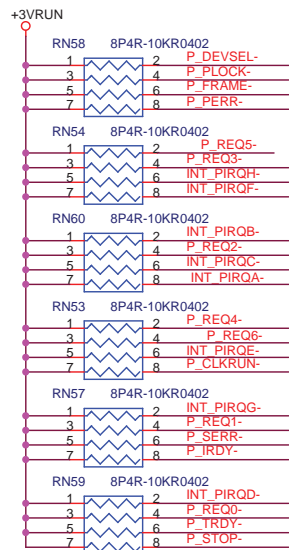 +3VRUN
RN58 8P4R-10KR0402
1 2 P_DEVSEL-
3 4 P_PLOCK-
5 6 P_FRAME-
7 8 P_PERR-
RN54 8P4R-10KR0402
1 2 P_REQ5-
3 4 P_REQ3-
5 6 INT_PIRQH-
7 8 INT_PIRQF-
RN60 8P4R-10KR0402
1 2 INT_PIRQB-
3 4 P_REQ2-
5 6 INT_PIRQC-
7 8 INT_PIRQA-
RN53 8P4R-10KR0402
1 2 P_REQ4-
3 4 P_REQ6-
5 6 INT_PIRQE-
7 8 P_CLKRUN-
RN57 8P4R-10KR0402
1 2 INT_PIRQG-
3 4 P_REQ1-
5 6 P_SERR-
7 8 P_IRDY-
RN59 8P4R-10KR0402
1 2 INT_PIRQD-
3 4 P_REQ0-
5 6 P_TRDY-
7 8 P_STOP-